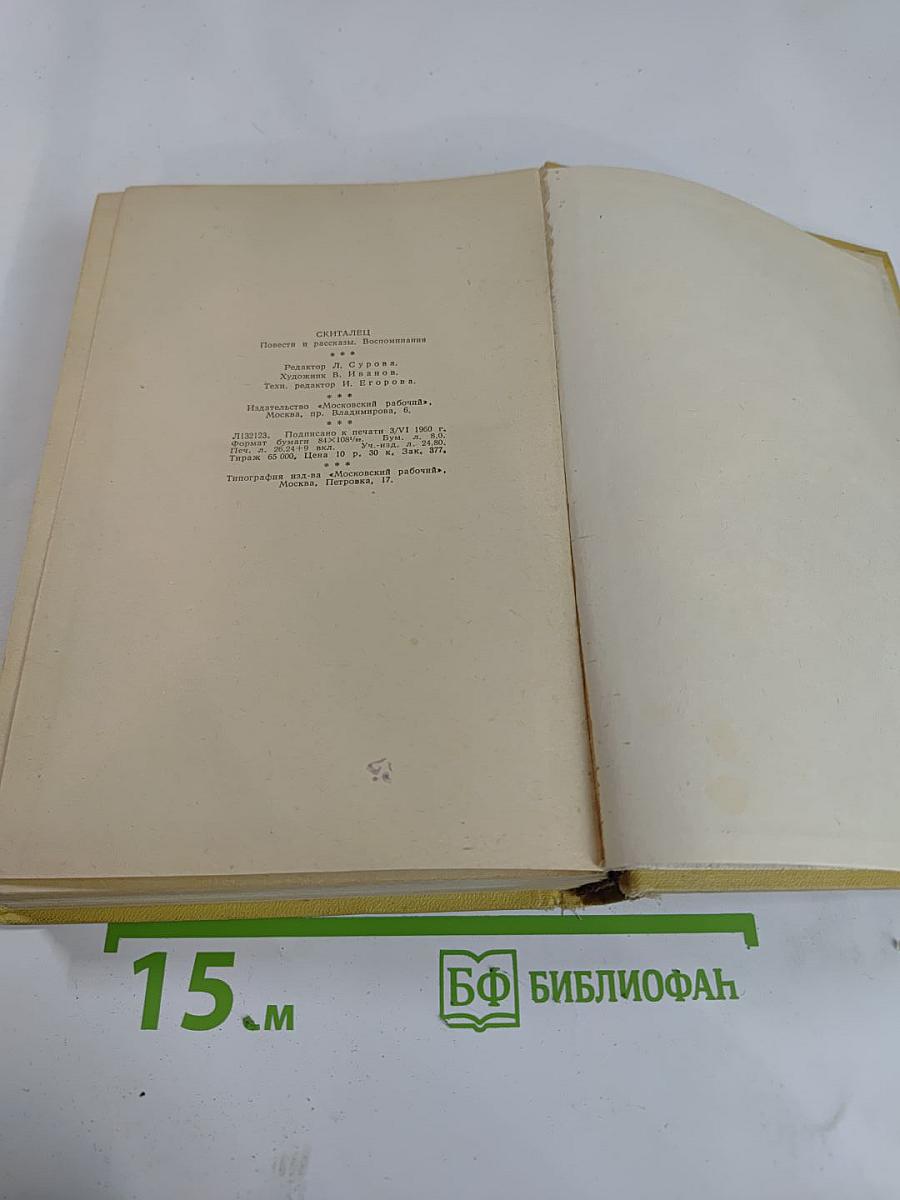 СКИТАЛЕЦ
Повести и рассказы. Воспоминания
* * *
Редактор Л. Сурова.
Художник В. Иванов.
Техн. редактор И. Егорова.
* * *
Издательство «Московский рабочий»,
Москва, пр. Владимирова, 6.
* * *
Л132123. Подписано к печати 3/VI 1960 г.
Формат бумаги 84×108¹/₃₂. Бум. л. 8,0.
Печ. л. 26,24+9 вкл. Уч.-изд. л. 24,80.
Тираж 65 000. Цена 10 р. 30 к. Зак. 377.
* * *
Типография изд-ва «Московский рабочий»,
Москва, Петровка, 17.
15 см
БФ БИБЛИОФАН